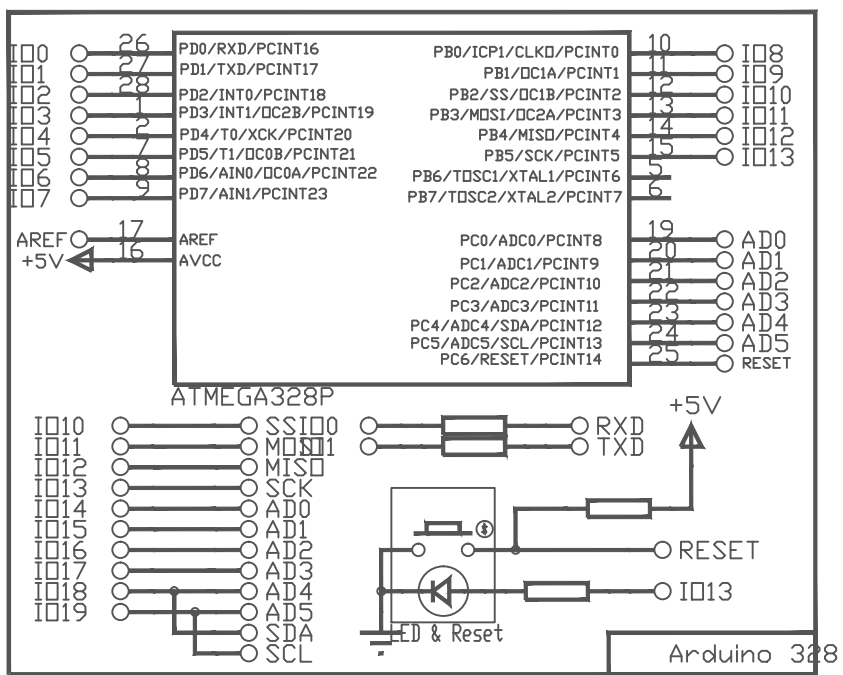 IO0 26 PD0/RXD/PCINT16 PB0/ICP1/CLKO/PCINT0 10 IO8
IO1 27 PD1/TXD/PCINT17 PB1/OC1A/PCINT1 11 IO9
IO2 28 PD2/INT0/PCINT18 PB2/SS/OC1B/PCINT2 12 IO10
IO3 1 PD3/INT1/OC2B/PCINT19 PB3/MOSI/OC2A/PCINT3 13 IO11
IO4 2 PD4/T0/XCK/PCINT20 PB4/MISO/PCINT4 14 IO12
IO5 7 PD5/T1/OC0B/PCINT21 PB5/SCK/PCINT5 15 IO13
IO6 8 PD6/AIN0/OC0A/PCINT22 PB6/TOSC1/XTAL1/PCINT6 5
IO7 9 PD7/AIN1/PCINT23 PB7/TOSC2/XTAL2/PCINT7 6
AREF 17 AREF PC0/ADC0/PCINT8 19 AD0
+5V 16 AVCC PC1/ADC1/PCINT9 20 AD1
PC2/ADC2/PCINT10 21 AD2
PC3/ADC3/PCINT11 22 AD3
PC4/ADC4/SDA/PCINT12 23 AD4
PC5/ADC5/SCL/PCINT13 24 AD5
PC6/RESET/PCINT14 25 RESET
ATMEGA328P
+5V
IO10 SS IO0 RXD
IO11 MOSI IO1 TXD
IO12 MISO
IO13 SCK
IO14 AD0
IO15 AD1
IO16 AD2 RESET
IO17 AD3
IO18 AD4 IO13
IO19 AD5
SDA LED & Reset
SCL Arduino 328